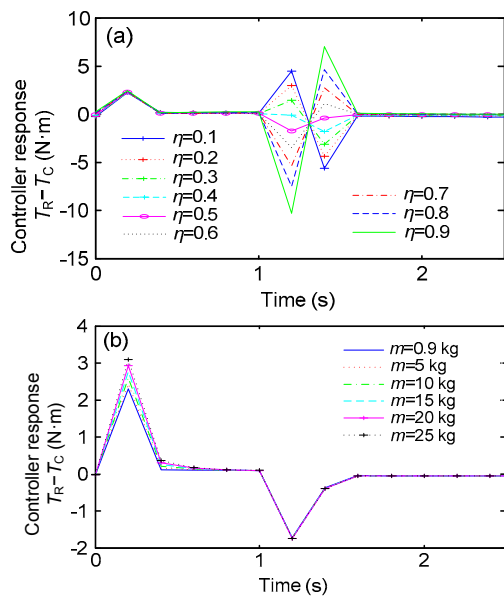 (a)
10
5
0
-5
-10
-15
Controller response
T_R−T_C (N·m)
η=0.1
η=0.2
η=0.3
η=0.4
η=0.5
η=0.6
η=0.7
η=0.8
η=0.9
0
1
2
Time (s)
(b)
4
3
2
1
0
-1
-2
Controller response
T_R−T_C (N·m)
m=0.9 kg
m=5 kg
m=10 kg
m=15 kg
m=20 kg
m=25 kg
0
1
2
Time (s)